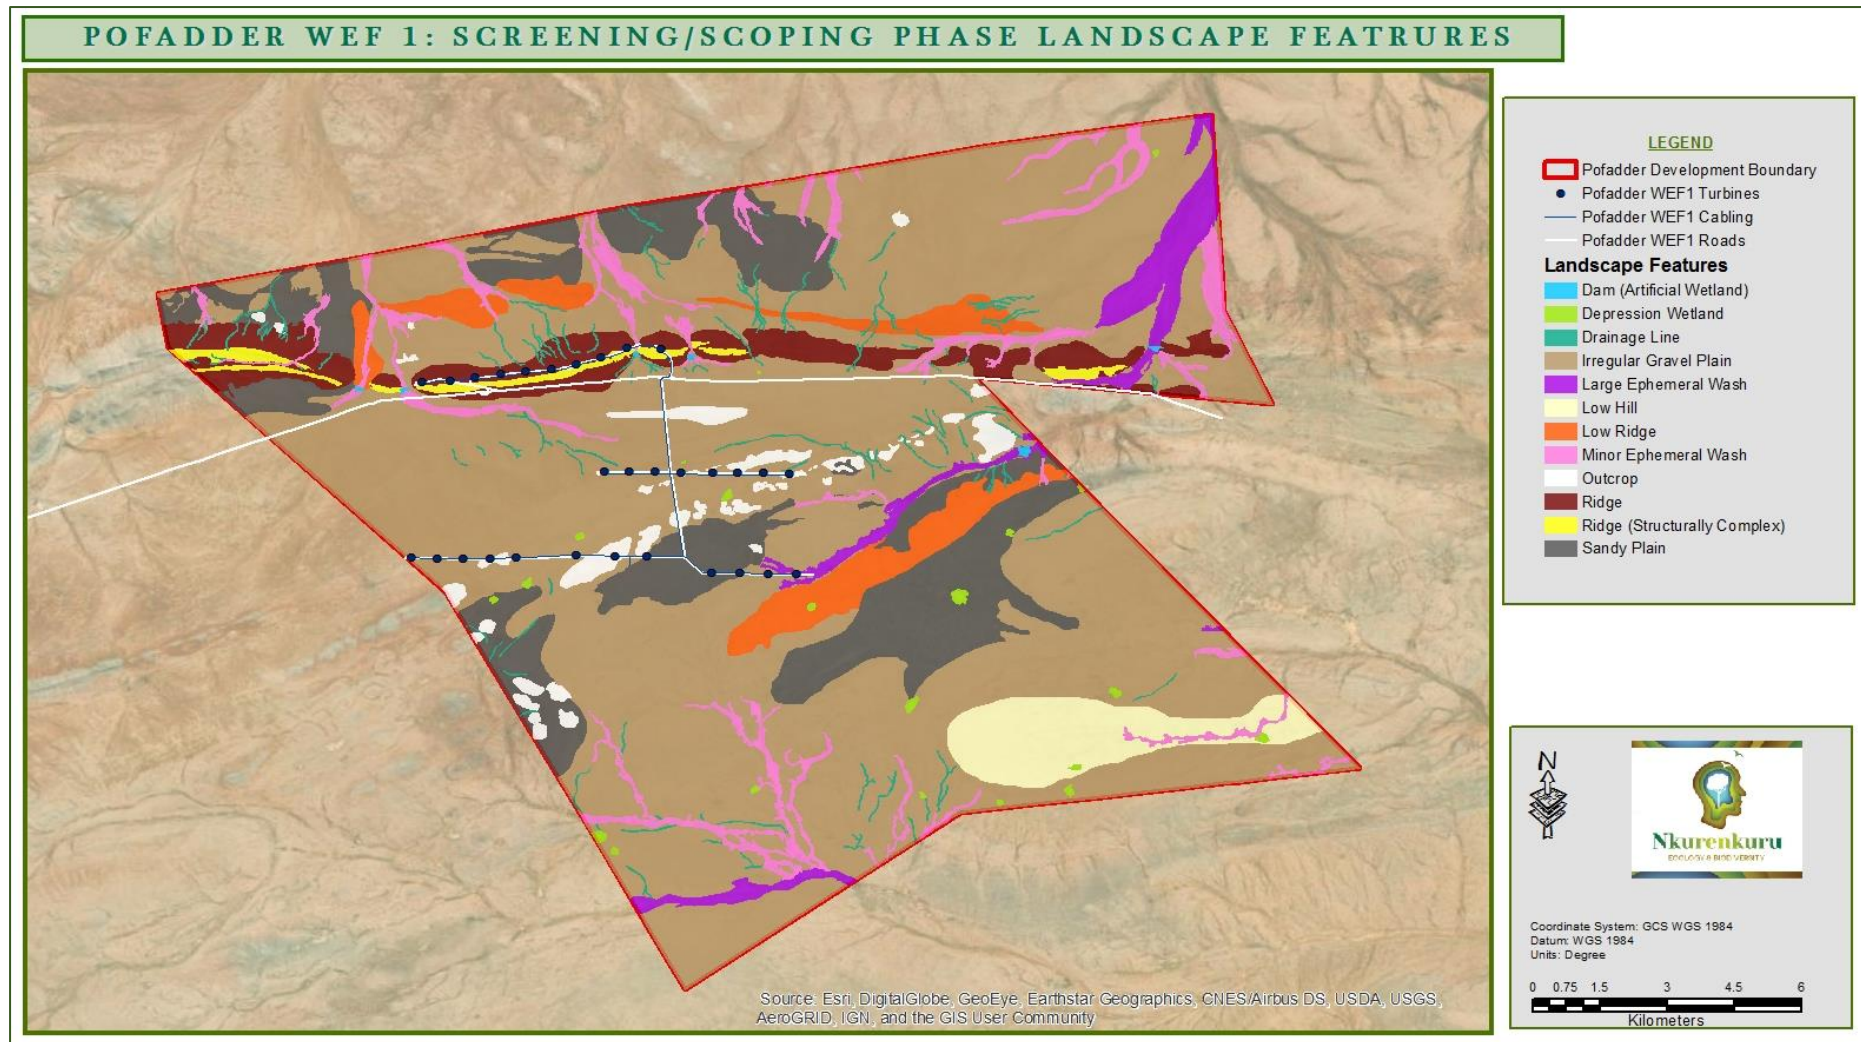 POFADDER WEF 1: SCREENING/SCOPING PHASE LANDSCAPE FEATRURES
LEGEND
Pofadder Development Boundary
Pofadder WEF1 Turbines
Pofadder WEF1 Cabling
Pofadder WEF1 Roads
Landscape Features
Dam (Artificial Wetland)
Depression Wetland
Drainage Line
Irregular Gravel Plain
Large Ephemeral Wash
Low Hill
Low Ridge
Minor Ephemeral Wash
Outcrop
Ridge
Ridge (Structurally Complex)
Sandy Plain
N
Nkurenkuru
ECOLOGY & BIODIVERSITY
Coordinate System: GCS WGS 1984
Datum: WGS 1984
Units: Degree
0 0.75 1.5 3 4.5 6
Kilometers
Source: Esri, DigitalGlobe, GeoEye, Earthstar Geographics, CNES/Airbus DS, USDA, USGS,
AeroGRID, IGN, and the GIS User Community